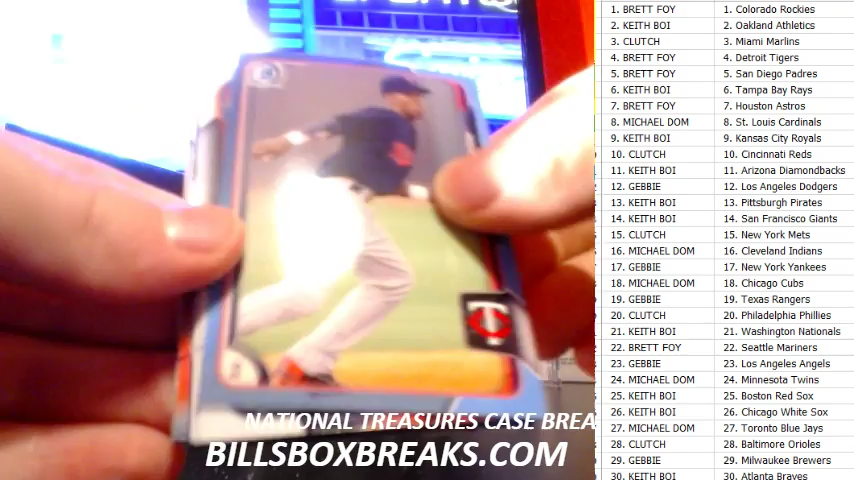 NATIONAL TREASURES CASE BREA
BILLSBOXBREAKS.COM
1. BRETT FOY 1. Colorado Rockies
2. KEITH BOI 2. Oakland Athletics
3. CLUTCH 3. Miami Marlins
4. BRETT FOY 4. Detroit Tigers
5. BRETT FOY 5. San Diego Padres
6. KEITH BOI 6. Tampa Bay Rays
7. BRETT FOY 7. Houston Astros
8. MICHAEL DOM 8. St. Louis Cardinals
9. KEITH BOI 9. Kansas City Royals
10. CLUTCH 10. Cincinnati Reds
11. KEITH BOI 11. Arizona Diamondbacks
12. GEBBIE 12. Los Angeles Dodgers
13. KEITH BOI 13. Pittsburgh Pirates
14. KEITH BOI 14. San Francisco Giants
15. CLUTCH 15. New York Mets
16. MICHAEL DOM 16. Cleveland Indians
17. GEBBIE 17. New York Yankees
18. MICHAEL DOM 18. Chicago Cubs
19. GEBBIE 19. Texas Rangers
20. CLUTCH 20. Philadelphia Phillies
21. KEITH BOI 21. Washington Nationals
22. BRETT FOY 22. Seattle Mariners
23. GEBBIE 23. Los Angeles Angels
24. MICHAEL DOM 24. Minnesota Twins
25. KEITH BOI 25. Boston Red Sox
26. KEITH BOI 26. Chicago White Sox
27. MICHAEL DOM 27. Toronto Blue Jays
28. CLUTCH 28. Baltimore Orioles
29. GEBBIE 29. Milwaukee Brewers
30. KEITH BOI 30. Atlanta Braves